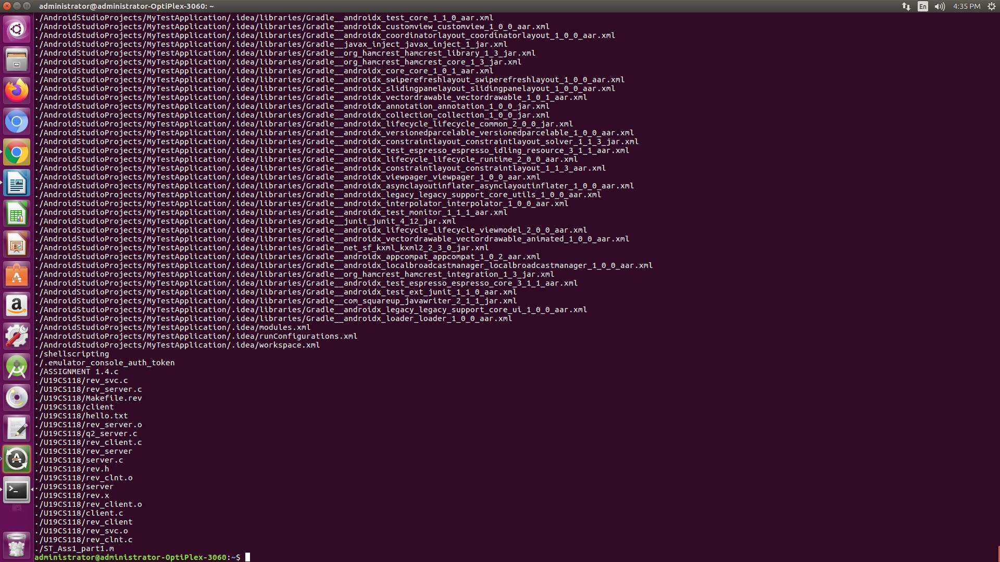 administrator@administrator-OptiPlex-3060: ~
En
4:35 PM
./AndroidStudioProjects/MyTestApplication/.idea/libraries/Gradle__androidx_test_core_1_1_0_aar.xml
./AndroidStudioProjects/MyTestApplication/.idea/libraries/Gradle__androidx_customview_customview_1_0_0_aar.xml
./AndroidStudioProjects/MyTestApplication/.idea/libraries/Gradle__androidx_coordinatorlayout_coordinatorlayout_1_0_0_aar.xml
./AndroidStudioProjects/MyTestApplication/.idea/libraries/Gradle__javax_inject_javax_inject_1_jar.xml
./AndroidStudioProjects/MyTestApplication/.idea/libraries/Gradle__org_hamcrest_hamcrest_library_1_3_jar.xml
./AndroidStudioProjects/MyTestApplication/.idea/libraries/Gradle__org_hamcrest_hamcrest_core_1_3_jar.xml
./AndroidStudioProjects/MyTestApplication/.idea/libraries/Gradle__androidx_core_core_1_0_1_aar.xml
./AndroidStudioProjects/MyTestApplication/.idea/libraries/Gradle__androidx_swiperefreshlayout_swiperefreshlayout_1_0_0_aar.xml
./AndroidStudioProjects/MyTestApplication/.idea/libraries/Gradle__androidx_slidingpanelayout_slidingpanelayout_1_0_0_aar.xml
./AndroidStudioProjects/MyTestApplication/.idea/libraries/Gradle__androidx_vectordrawable_vectordrawable_1_0_1_aar.xml
./AndroidStudioProjects/MyTestApplication/.idea/libraries/Gradle__androidx_annotation_annotation_1_0_0_jar.xml
./AndroidStudioProjects/MyTestApplication/.idea/libraries/Gradle__androidx_collection_collection_1_0_0_jar.xml
./AndroidStudioProjects/MyTestApplication/.idea/libraries/Gradle__androidx_lifecycle_lifecycle_common_2_0_0_jar.xml
./AndroidStudioProjects/MyTestApplication/.idea/libraries/Gradle__androidx_versionedparcelable_versionedparcelable_1_0_0_aar.xml
./AndroidStudioProjects/MyTestApplication/.idea/libraries/Gradle__androidx_constraintlayout_constraintlayout_solver_1_1_3_jar.xml
./AndroidStudioProjects/MyTestApplication/.idea/libraries/Gradle__androidx_test_espresso_espresso_idling_resource_3_1_1_aar.xml
./AndroidStudioProjects/MyTestApplication/.idea/libraries/Gradle__androidx_lifecycle_lifecycle_runtime_2_0_0_aar.xml
./AndroidStudioProjects/MyTestApplication/.idea/libraries/Gradle__androidx_constraintlayout_constraintlayout_1_1_3_aar.xml
./AndroidStudioProjects/MyTestApplication/.idea/libraries/Gradle__androidx_viewpager_viewpager_1_0_0_aar.xml
./AndroidStudioProjects/MyTestApplication/.idea/libraries/Gradle__androidx_asynclayoutinflater_asynclayoutinflater_1_0_0_aar.xml
./AndroidStudioProjects/MyTestApplication/.idea/libraries/Gradle__androidx_legacy_legacy_support_core_utils_1_0_0_aar.xml
./AndroidStudioProjects/MyTestApplication/.idea/libraries/Gradle__androidx_interpolator_interpolator_1_0_0_aar.xml
./AndroidStudioProjects/MyTestApplication/.idea/libraries/Gradle__androidx_test_monitor_1_1_1_aar.xml
./AndroidStudioProjects/MyTestApplication/.idea/libraries/Gradle__junit_junit_4_12_jar.xml
./AndroidStudioProjects/MyTestApplication/.idea/libraries/Gradle__androidx_lifecycle_lifecycle_viewmodel_2_0_0_aar.xml
./AndroidStudioProjects/MyTestApplication/.idea/libraries/Gradle__androidx_vectordrawable_vectordrawable_animated_1_0_0_aar.xml
./AndroidStudioProjects/MyTestApplication/.idea/libraries/Gradle__net_sf_kxml_kxml2_2_3_0_jar.xml
./AndroidStudioProjects/MyTestApplication/.idea/libraries/Gradle__androidx_appcompat_appcompat_1_0_2_aar.xml
./AndroidStudioProjects/MyTestApplication/.idea/libraries/Gradle__androidx_localbroadcastmanager_localbroadcastmanager_1_0_0_aar.xml
./AndroidStudioProjects/MyTestApplication/.idea/libraries/Gradle__org_hamcrest_hamcrest_integration_1_3_jar.xml
./AndroidStudioProjects/MyTestApplication/.idea/libraries/Gradle__androidx_test_espresso_espresso_core_3_1_1_aar.xml
./AndroidStudioProjects/MyTestApplication/.idea/libraries/Gradle__androidx_test_ext_junit_1_1_0_aar.xml
./AndroidStudioProjects/MyTestApplication/.idea/libraries/Gradle__com_squareup_javawriter_2_1_1_jar.xml
./AndroidStudioProjects/MyTestApplication/.idea/libraries/Gradle__androidx_legacy_legacy_support_core_ui_1_0_0_aar.xml
./AndroidStudioProjects/MyTestApplication/.idea/libraries/Gradle__androidx_loader_loader_1_0_0_aar.xml
./AndroidStudioProjects/MyTestApplication/.idea/modules.xml
./AndroidStudioProjects/MyTestApplication/.idea/runConfigurations.xml
./AndroidStudioProjects/MyTestApplication/.idea/workspace.xml
./shellscripting
./.emulator_console_auth_token
./ASSIGNMENT 1.4.c
./U19CS118/rev_svc.c
./U19CS118/rev_server.c
./U19CS118/Makefile.rev
./U19CS118/client
./U19CS118/hello.txt
./U19CS118/rev_server.o
./U19CS118/q2_server.c
./U19CS118/rev_client.c
./U19CS118/rev_server
./U19CS118/server.c
./U19CS118/rev.h
./U19CS118/rev_clnt.o
./U19CS118/server
./U19CS118/rev.x
./U19CS118/rev_client.o
./U19CS118/client.c
./U19CS118/rev_client
./U19CS118/rev_svc.o
./U19CS118/rev_clnt.c
./ST_Ass1_part1.m
administrator@administrator-OptiPlex-3060:~$